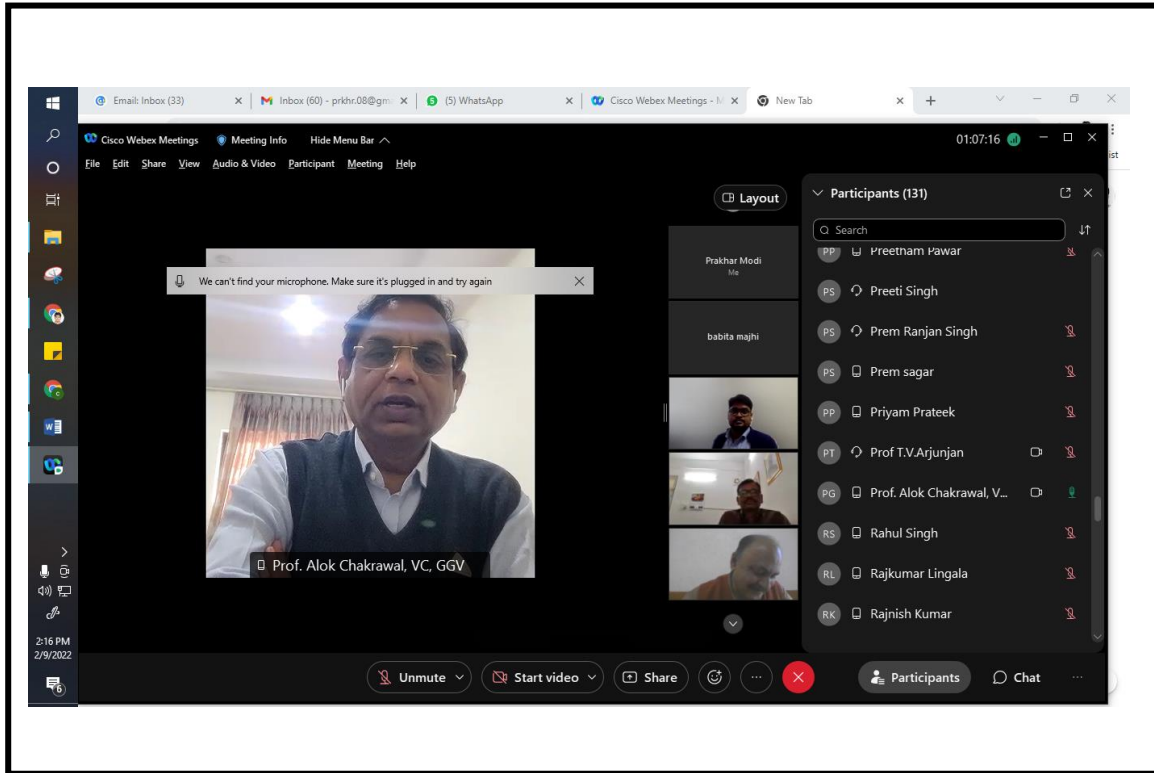 Email: Inbox (33)
Inbox (60) - prkhr.08@gm
(5) WhatsApp
Cisco Webex Meetings - M
New Tab
Cisco Webex Meetings
Meeting Info
Hide Menu Bar
01:07:16
ist
File Edit Share View Audio & Video Participant Meeting Help
Layout
We can't find your microphone. Make sure it's plugged in and try again
Prof. Alok Chakrawal, VC, GGV
Prakhar Modi
Me
babita majhi
Participants (131)
Search
PP Preetham Pawar
PS Preeti Singh
PS Prem Ranjan Singh
PS Prem sagar
PP Priyam Prateek
PT Prof T.V.Arjunjan
PG Prof. Alok Chakrawal, V...
RS Rahul Singh
RL Rajkumar Lingala
RK Rajnish Kumar
Unmute
Start video
Share
Participants
Chat
2:16 PM
2/9/2022
6